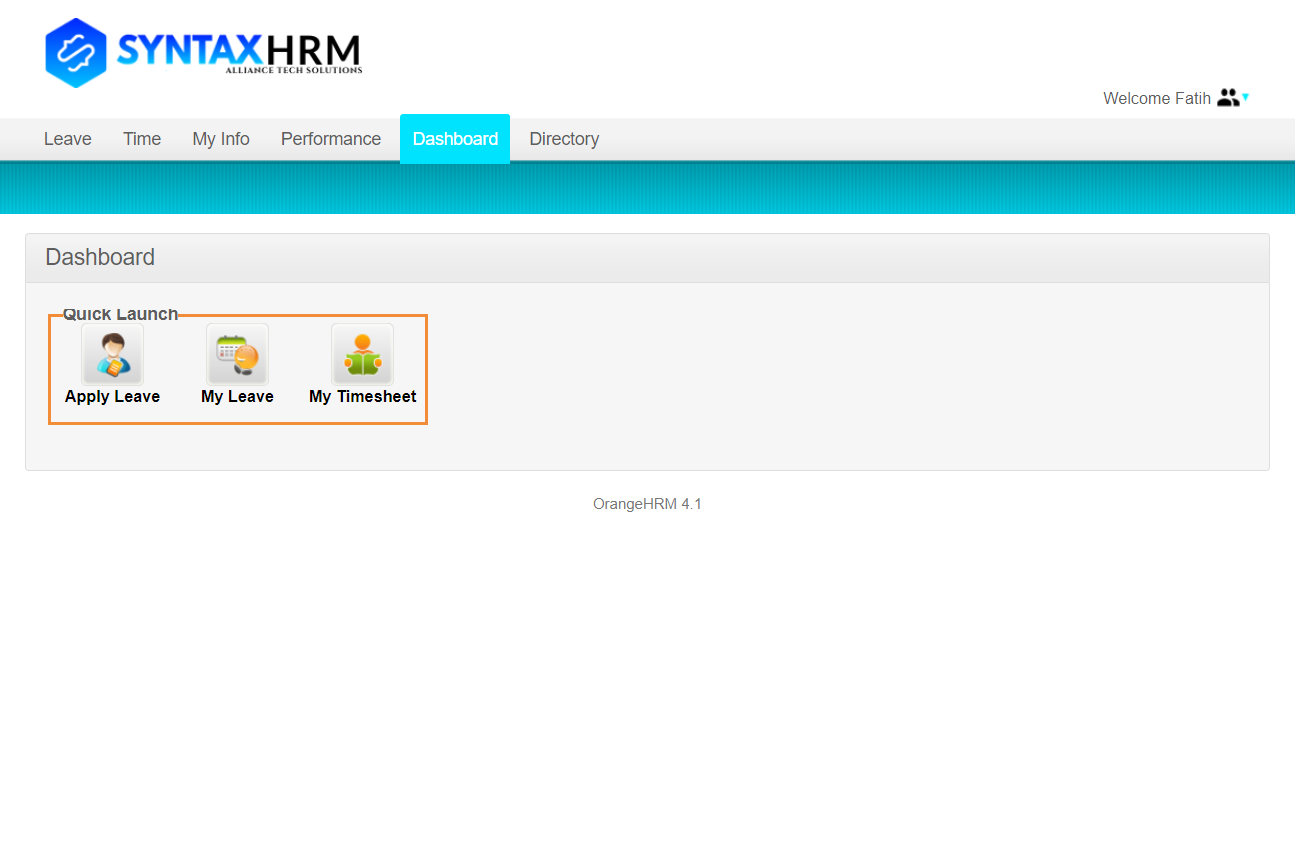 SYNTAXHRM
ALLIANCE TECH SOLUTIONS
Welcome Fatih
Leave Time My Info Performance Dashboard Directory
Dashboard
Quick Launch
Apply Leave My Leave My Timesheet
OrangeHRM 4.1